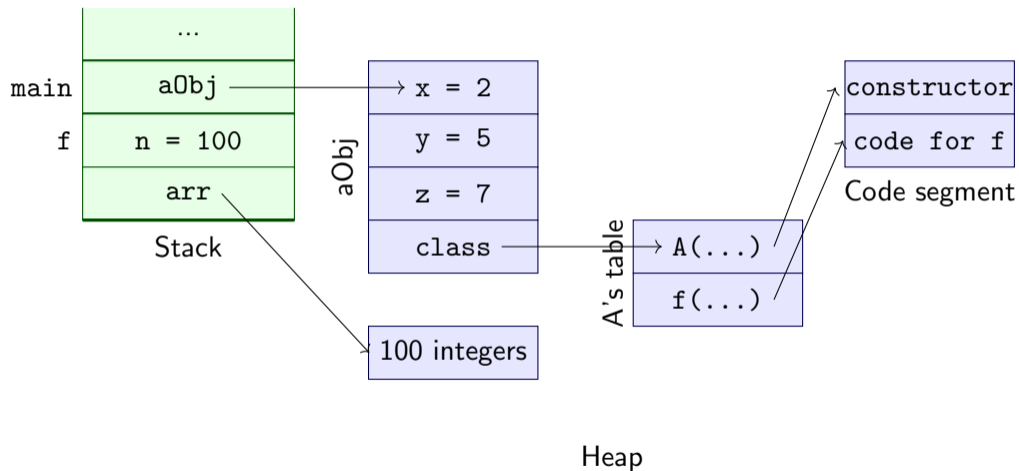 ...
main
aObj
f
n = 100
arr
Stack
aObj
x = 2
y = 5
z = 7
class
100 integers
A's table
A(...)
f(...)
constructor
code for f
Code segment
Heap